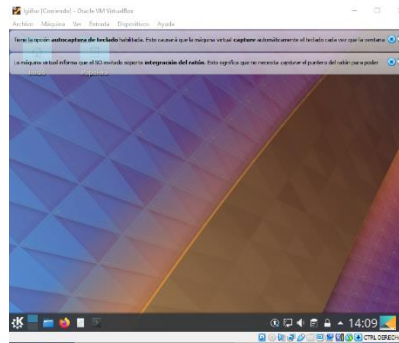 (Corriendo) - Oracle VM VirtualBox
Archivo Máquina Ver Entrada Dispositivos Ayuda
Tiene la opción autocaptura de teclado habilitada. Esto causará que la máquina virtual capture automáticamente el teclado cada vez que la ventana
La máquina virtual informa que el SO invitado soporta integración del ratón. Esto significa que no necesita capturar el puntero del ratón para poder
14:09
CTRL DERECHO